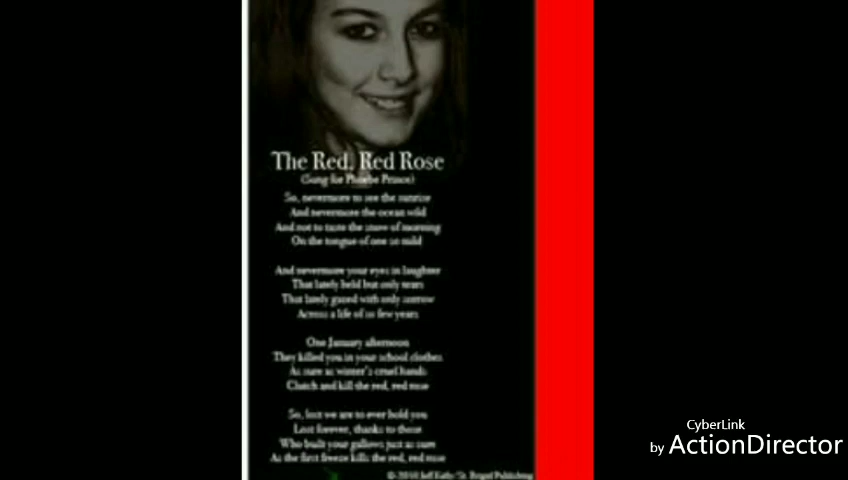 The Red, Red Rose
(Song for Phoebe Prince)
So, nevermore to see the sunrise
And nevermore the ocean wild
And not to taste the snow of morning
On the tongue of one so mild
And nevermore your eyes in laughter
That lately held but only tears
That lately gazed with only sorrow
Across a life of so few years
One January afternoon
They killed you in your school clothes
As sure as winter's cruel hands
Clutch and kill the red, red rose
So, lost we are to ever hold you
Lost forever, thanks to those
Who built your gallows just as sure
As the first freeze kills the red, red rose
© 2010 Jeff Publishing
CyberLink
by ActionDirector